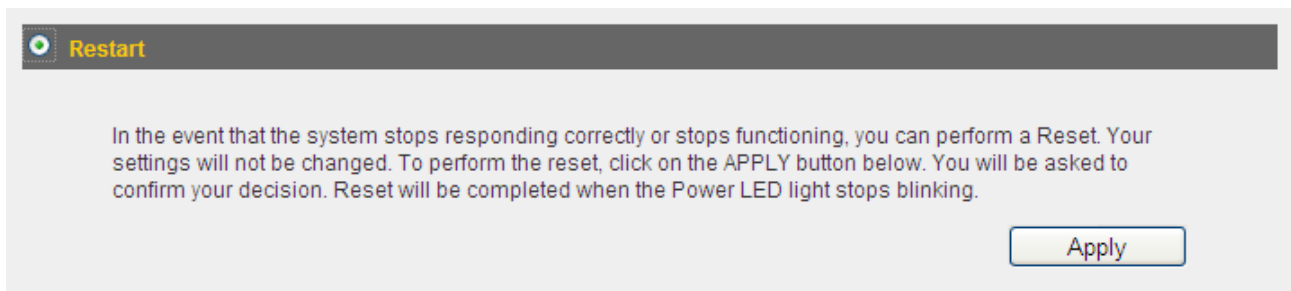 Restart
In the event that the system stops responding correctly or stops functioning, you can perform a Reset. Your
settings will not be changed. To perform the reset, click on the APPLY button below. You will be asked to
confirm your decision. Reset will be completed when the Power LED light stops blinking.
Apply